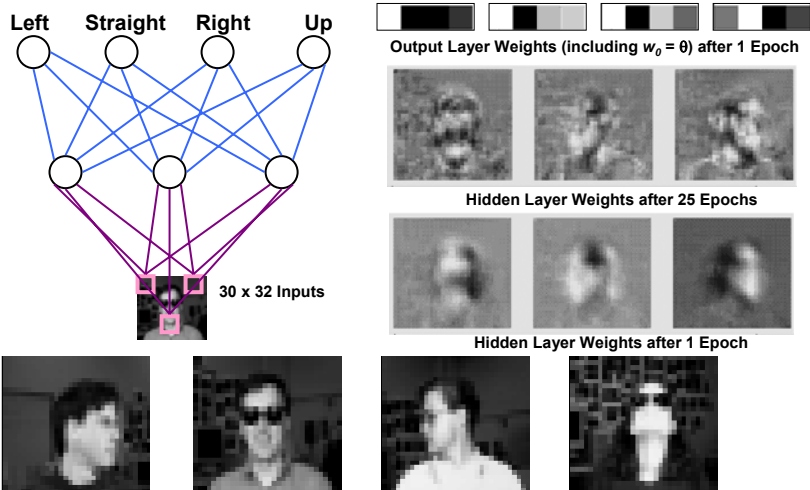 Left Straight Right Up
Output Layer Weights (including w₀ = θ) after 1 Epoch
Hidden Layer Weights after 25 Epochs
30 x 32 Inputs
Hidden Layer Weights after 1 Epoch